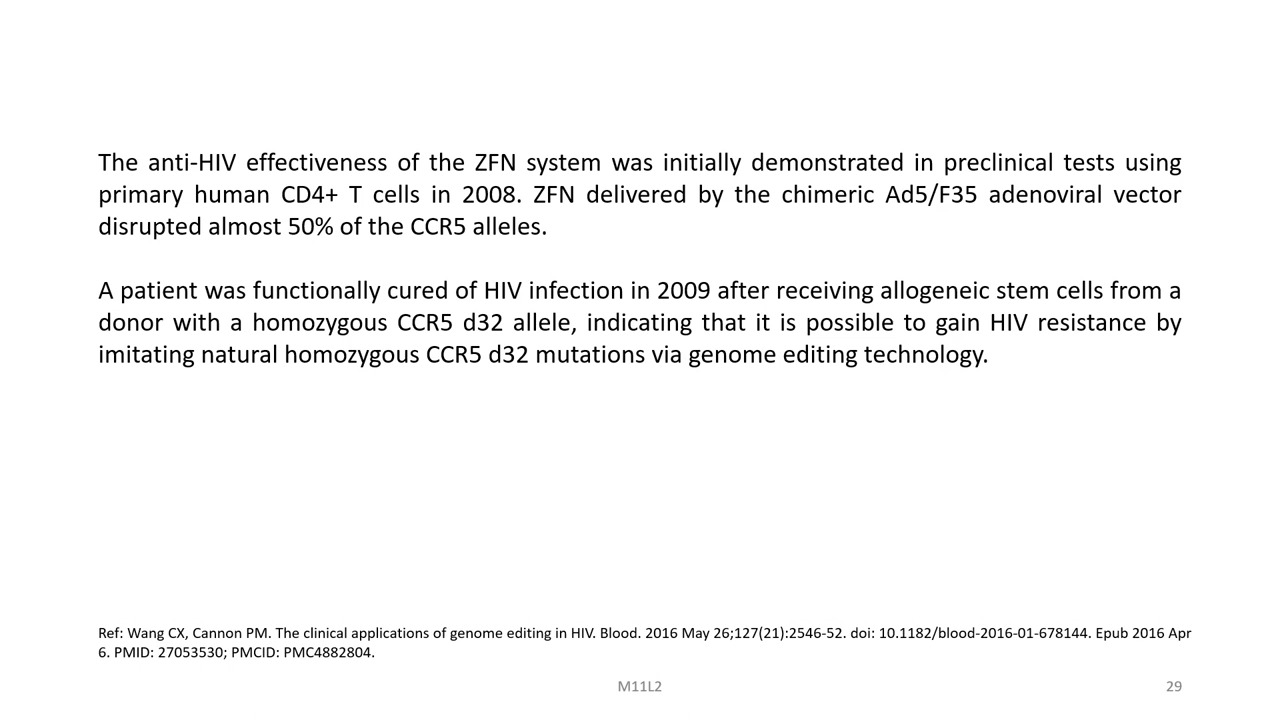 The anti-HIV effectiveness of the ZFN system was initially demonstrated in preclinical tests using
primary human CD4+ T cells in 2008. ZFN delivered by the chimeric Ad5/F35 adenoviral vector
disrupted almost 50% of the CCR5 alleles.
A patient was functionally cured of HIV infection in 2009 after receiving allogeneic stem cells from a
donor with a homozygous CCR5 d32 allele, indicating that it is possible to gain HIV resistance by
imitating natural homozygous CCR5 d32 mutations via genome editing technology.
Ref: Wang CX, Cannon PM. The clinical applications of genome editing in HIV. Blood. 2016 May 26;127(21):2546-52. doi: 10.1182/blood-2016-01-678144. Epub 2016 Apr
6. PMID: 27053530; PMCID: PMC4882804.
M11L2
29